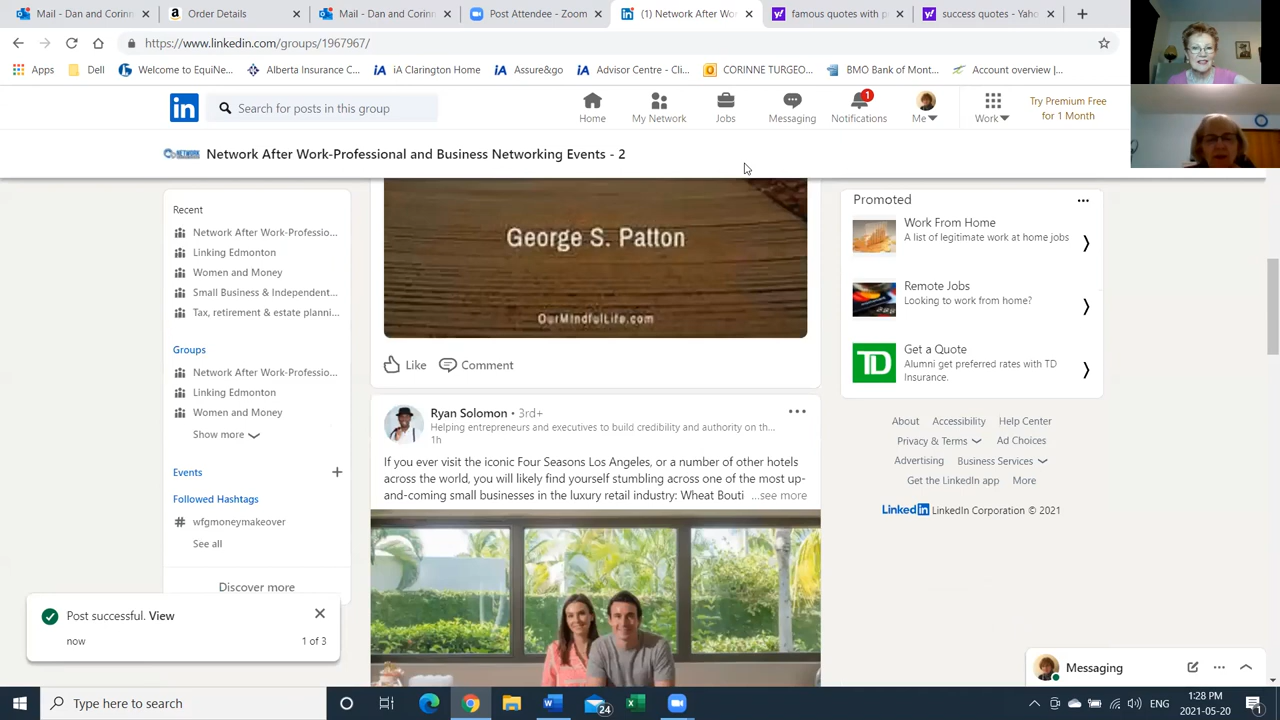 Mail - Dan and Corinn
Order Details
Mail - Dan and Corinn
Post Attendee - Zoom
(1) Network After Wo
famous quotes with p
success quotes - Yaho
https://www.linkedin.com/groups/1967967/
Apps
Dell
Welcome to EquiNe...
Alberta Insurance C...
iA Clarington Home
Assure&go
Advisor Centre - Cli...
CORINNE TURGEO...
BMO Bank of Mont...
Account overview |...
Search for posts in this group
Home
My Network
Jobs
Messaging
1
Notifications
Me
Work
Try Premium Free
for 1 Month
Network After Work-Professional and Business Networking Events - 2
Recent
Network After Work-Professio...
Linking Edmonton
Women and Money
Small Business & Independent...
Tax, retirement & estate planni...
Groups
Network After Work-Professio...
Linking Edmonton
Women and Money
Show more
Events
Followed Hashtags
# wfgmoneymakeover
See all
Discover more
George S. Patton
OurMindfulLife.com
Like
Comment
Ryan Solomon • 3rd+
Helping entrepreneurs and executives to build credibility and authority on th...
1h
If you ever visit the iconic Four Seasons Los Angeles, or a number of other hotels
across the world, you will likely find yourself stumbling across one of the most up-
and-coming small businesses in the luxury retail industry: Wheat Bouti ...see more
Promoted
Work From Home
A list of legitimate work at home jobs
Remote Jobs
Looking to work from home?
TD
Get a Quote
Alumni get preferred rates with TD
Insurance.
About Accessibility Help Center
Privacy & Terms Ad Choices
Advertising Business Services
Get the LinkedIn app More
LinkedIn LinkedIn Corporation © 2021
Post successful. View
now
1 of 3
Messaging
Type here to search
24
ENG
1:28 PM
2021-05-20
1